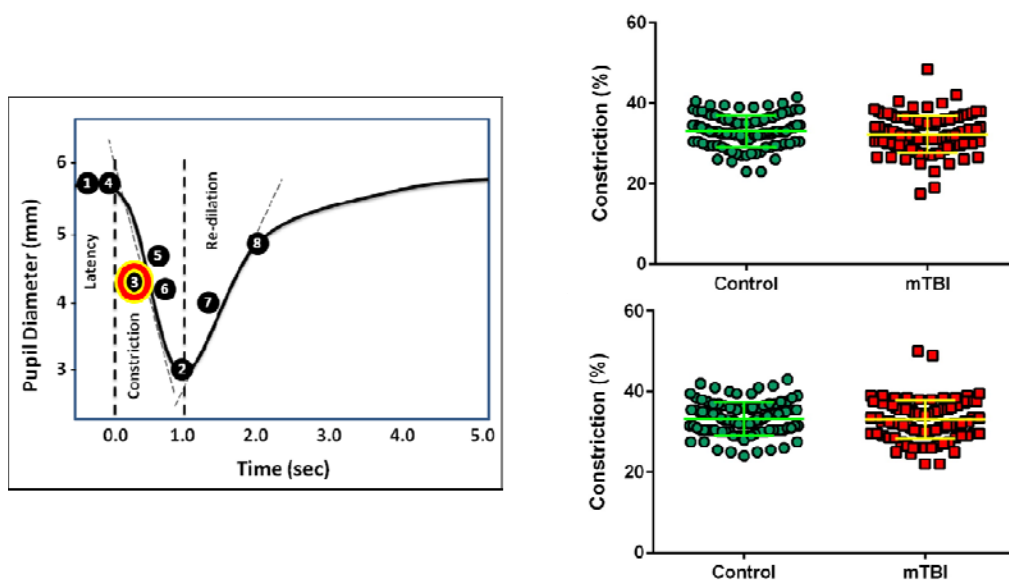 Pupil Diameter (mm)
6
5
4
3
1
4
5
3
6
2
7
8
Latency
Constriction
Re-dilation
0.0 1.0 2.0 3.0 4.0 5.0
Time (sec)
Constriction (%)
60
40
20
0
Control mTBI
Constriction (%)
60
40
20
0
Control mTBI